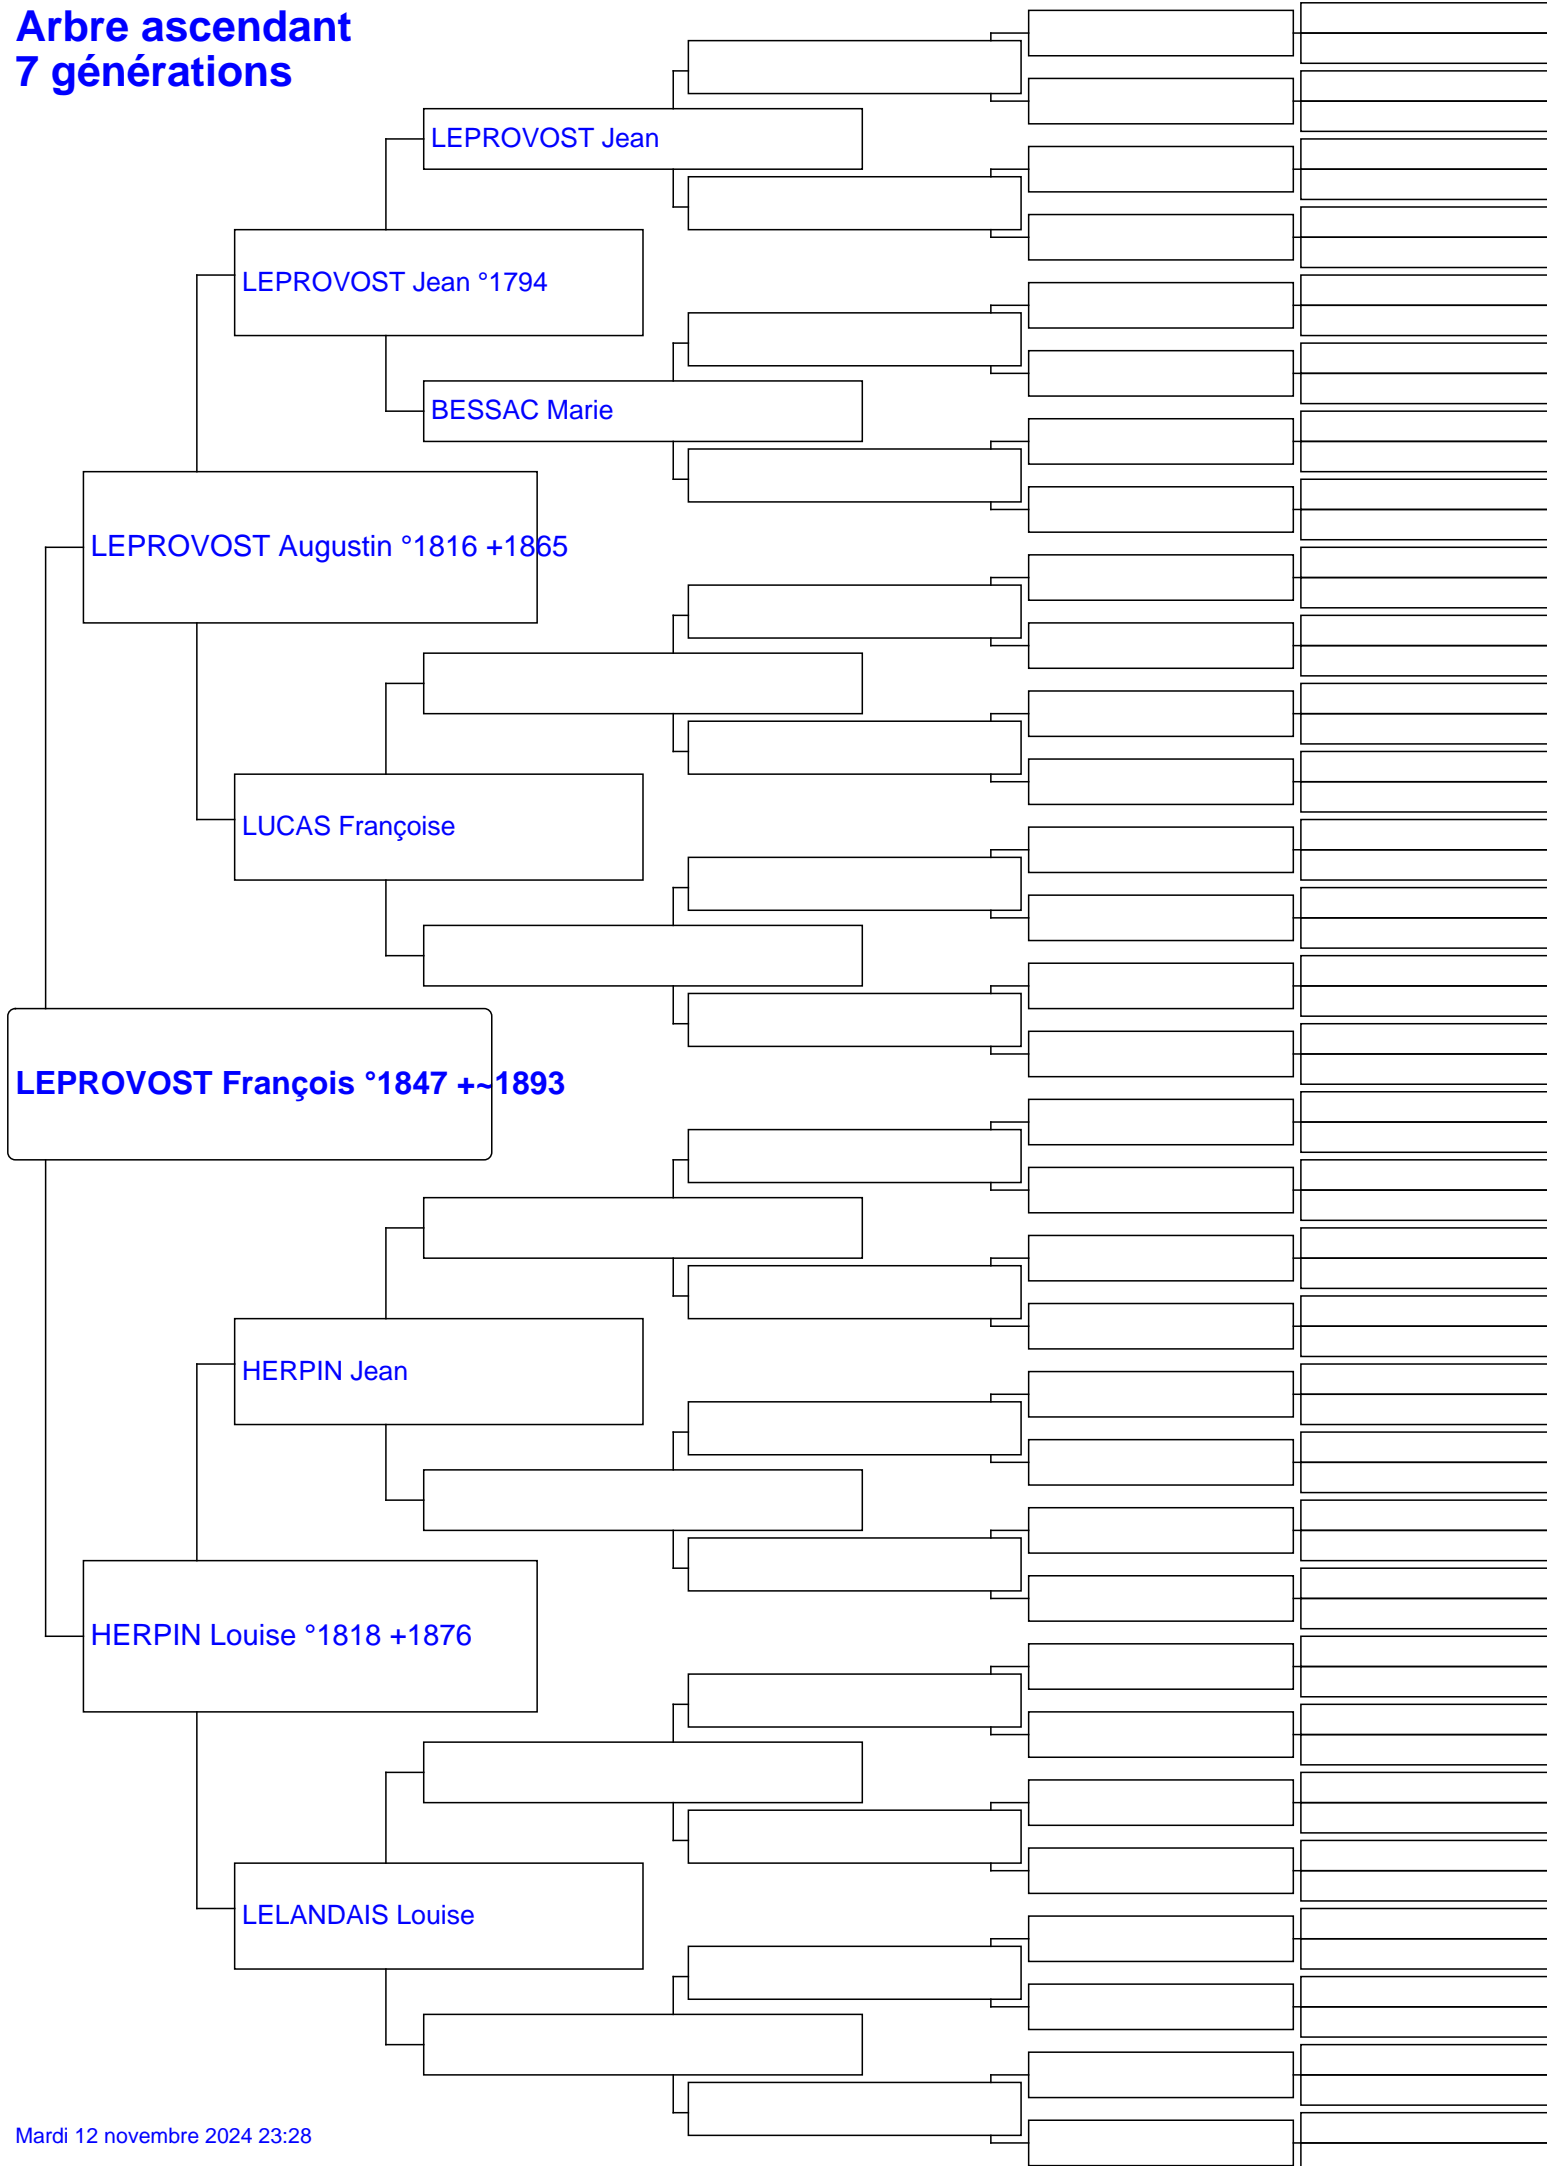 Arbre ascendant
7 générations
LEPROVOST Jean
LEPROVOST Jean °1794
BESSAC Marie
LEPROVOST Augustin °1816 +1865
LUCAS Françoise
LEPROVOST François °1847 +~1893
HERPIN Jean
HERPIN Louise °1818 +1876
LELANDAIS Louise
Mardi 12 novembre 2024 23:28